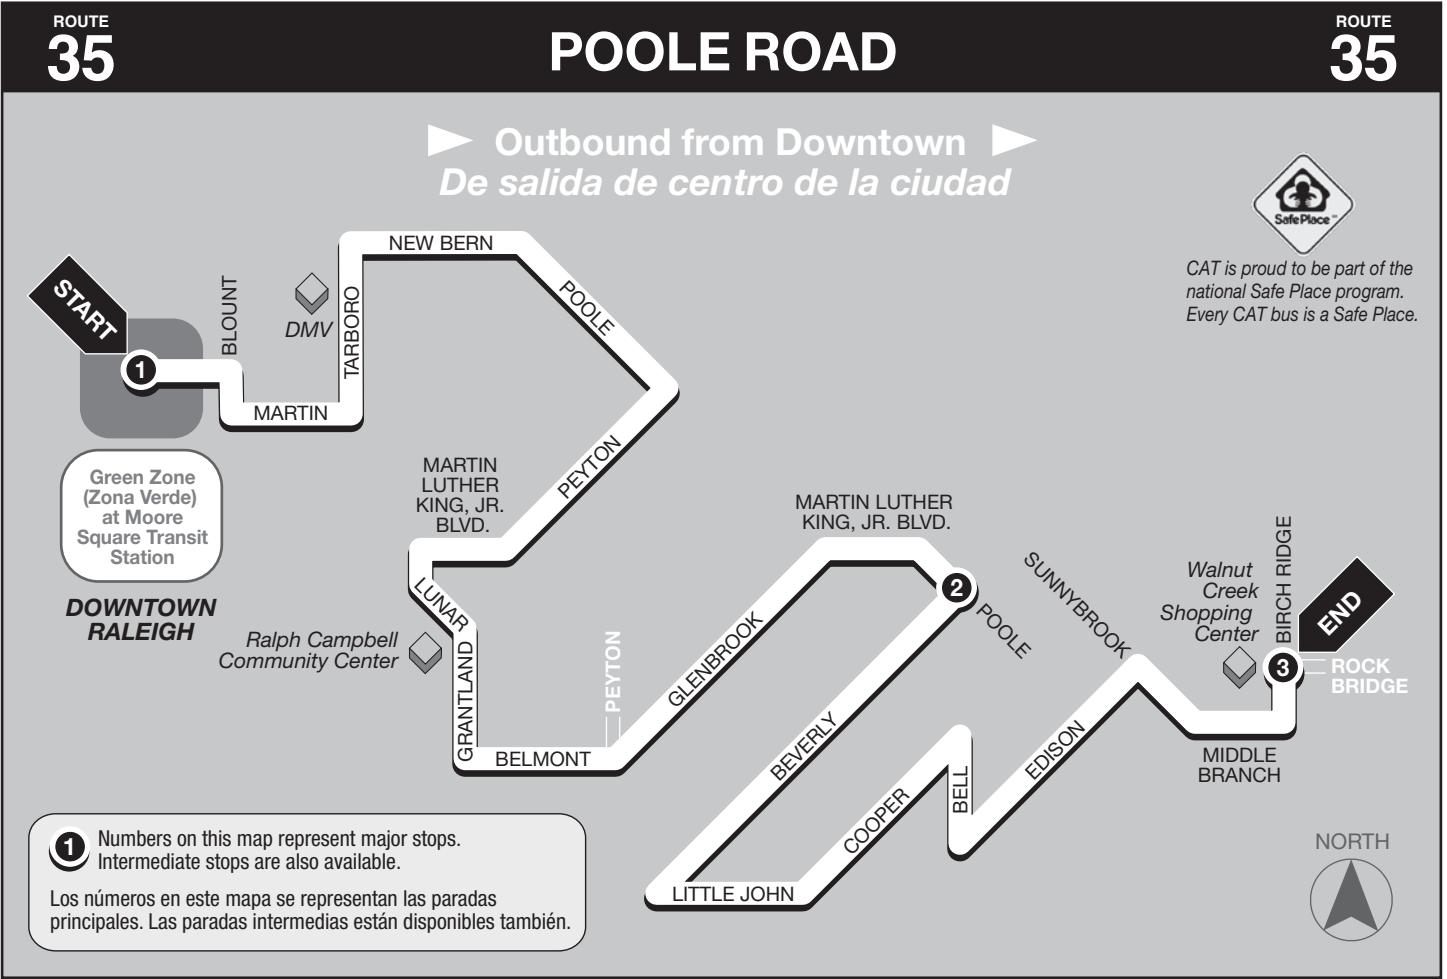 ROUTE
35
POOLE ROAD
ROUTE
35
Outbound from Downtown
De salida de centro de la ciudad
Safe Place
CAT is proud to be part of the
national Safe Place program.
Every CAT bus is a Safe Place.
START
1
BLOUNT
DMV
TARBORO
NEW BERN
POOLE
MARTIN
Green Zone
(Zona Verde)
at Moore
Square Transit
Station
DOWNTOWN
RALEIGH
PEYTON
MARTIN
LUTHER
KING, JR.
BLVD.
LUNAR
Ralph Campbell
Community Center
GRANTLAND
BELMONT
PEYTON
GLENBROOK
MARTIN LUTHER
KING, JR. BLVD.
2
POOLE
BEVERLY
LITTLE JOHN
COOPER
BELL
EDISON
SUNNYBROOK
Walnut
Creek
Shopping
Center
BIRCH RIDGE
END
3
ROCK
BRIDGE
MIDDLE
BRANCH
1
Numbers on this map represent major stops.
Intermediate stops are also available.
Los números en este mapa se representan las paradas
principales. Las paradas intermedias están disponibles también.
NORTH